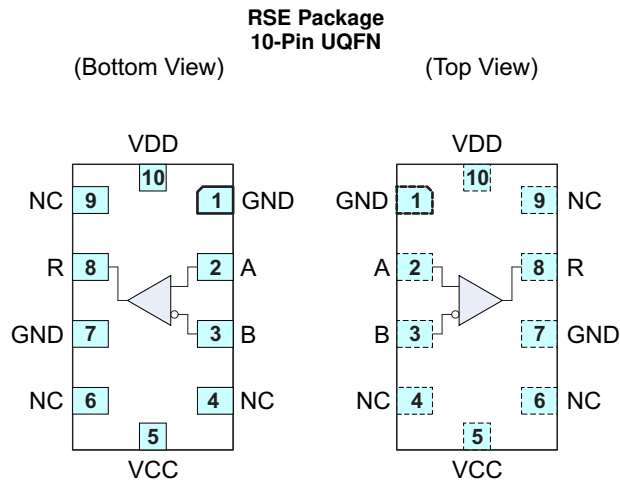 RSE Package
10-Pin UQFN
(Bottom View) (Top View)
VDD VDD
10 10
NC 9 1 GND GND 1 9 NC
R 8 2 A A 2 8 R
GND 7 3 B B 3 7 GND
NC 6 4 NC NC 4 6 NC
5 5
VCC VCC